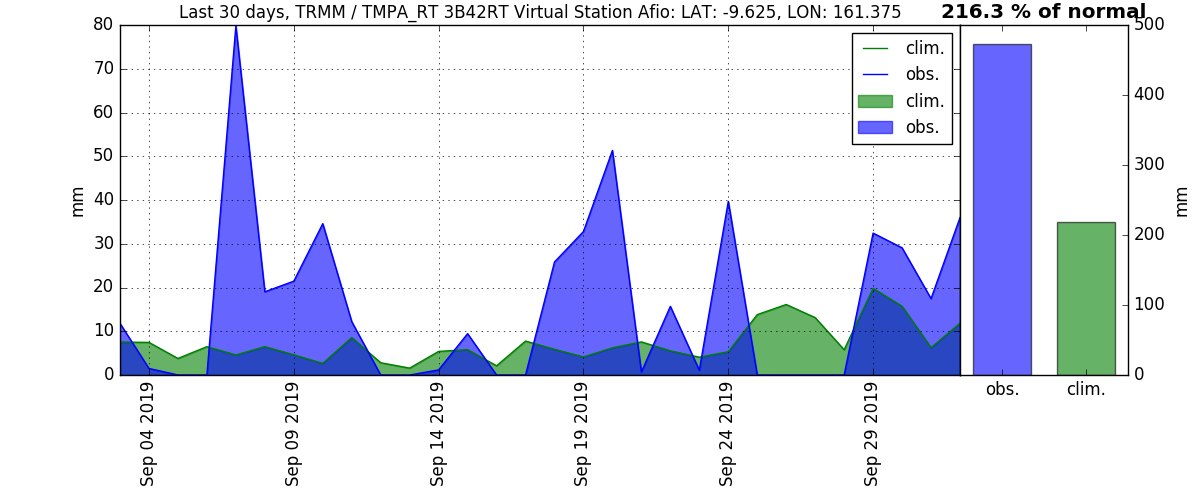 Last 30 days, TRMM / TMPA_RT 3B42RT Virtual Station Afio: LAT: -9.625, LON: 161.375
216.3 % of normal
80
70
60
50
40
30
20
10
0
mm
clim.
obs.
clim.
obs.
500
400
300
200
100
0
mm
obs.
clim.
Sep 04 2019
Sep 09 2019
Sep 14 2019
Sep 19 2019
Sep 24 2019
Sep 29 2019